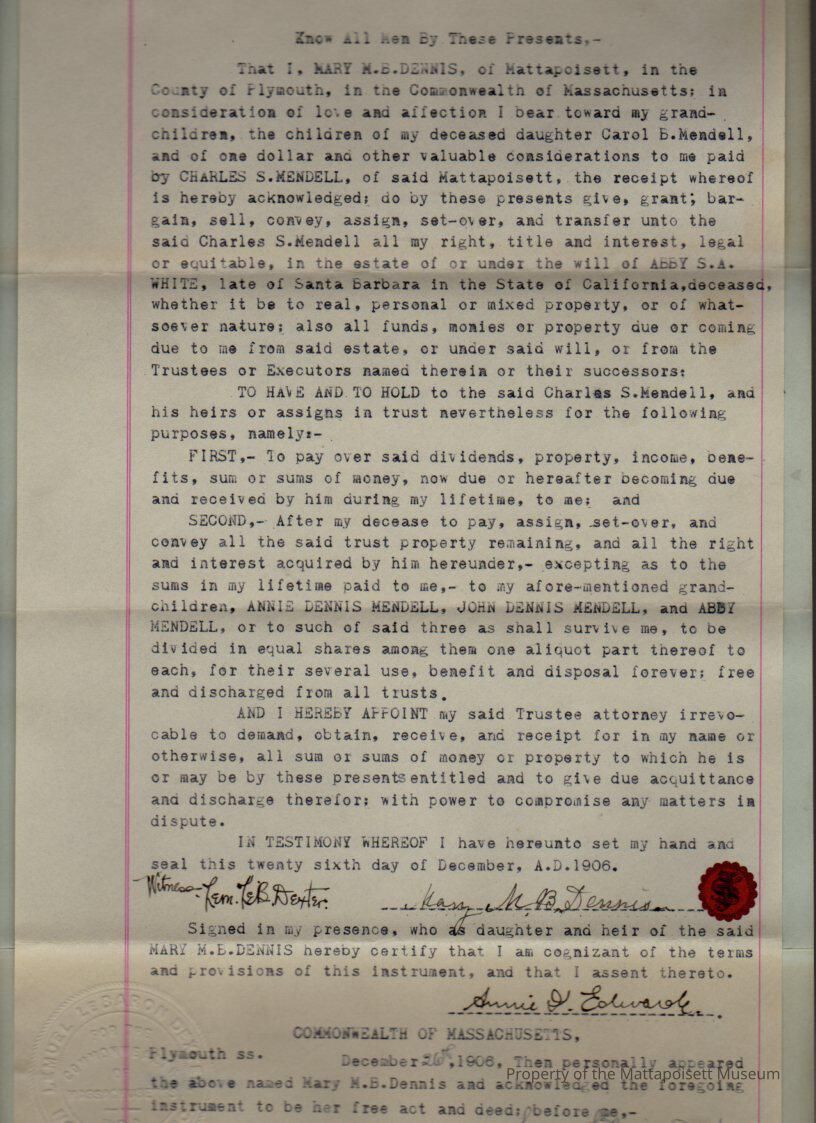 Know All Men By These Presents,-
That I, MARY M.B.DENNIS, of Mattapoisett, in the
County of Plymouth, in the Commonwealth of Massachusetts; in
consideration of love and affection I bear toward my grand-
children, the children of my deceased daughter Carol B.Mendell,
and of one dollar and other valuable considerations to me paid
by CHARLES S.MENDELL, of said Mattapoisett, the receipt whereof
is hereby acknowledged; do by these presents give, grant, bar-
gain, sell, convey, assign, set-over, and transfer unto the
said Charles S.Mendell all my right, title and interest, legal
or equitable, in the estate of or under the will of ABBY S.A.
WHITE, late of Santa Barbara in the State of California,deceased,
whether it be to real, personal or mixed property, or of what-
soever nature; also all funds, monies or property due or coming
due to me from said estate, or under said will, or from the
Trustees or Executors named therein or their successors:
TO HAVE AND TO HOLD to the said Charles S.Mendell, and
his heirs or assigns in trust nevertheless for the following
purposes, namely:-
FIRST,- To pay over said dividends, property, income, bene-
fits, sum or sums of money, now due or hereafter becoming due
and received by him during my lifetime, to me; and
SECOND,- After my decease to pay, assign, set-over, and
convey all the said trust property remaining, and all the right
and interest acquired by him hereunder,- excepting as to the
sums in my lifetime paid to me,- to my afore-mentioned grand-
children, ANNIE DENNIS MENDELL, JOHN DENNIS MENDELL, and ABBY
MENDELL, or to such of said three as shall survive me, to be
divided in equal shares among them one aliquot part thereof to
each, for their several use, benefit and disposal forever; free
and discharged from all trusts.
AND I HEREBY APPOINT my said Trustee attorney irrevo-
cable to demand, obtain, receive, and receipt for in my name or
otherwise, all sum or sums of money or property to which he is
or may be by these presents entitled and to give due acquittance
and discharge therefor; with power to compromise any matters in
dispute.
IN TESTIMONY WHEREOF I have hereunto set my hand and
seal this twenty sixth day of December, A.D.1906.
Witness- Lem. LeB. Dexter. Mary M. B. Dennis
Signed in my presence, who as daughter and heir of the said
MARY M.B.DENNIS hereby certify that I am cognizant of the terms
and provisions of this instrument, and that I assent thereto.
Annie D. Edwards.
COMMONWEALTH OF MASSACHUSETTS,
Plymouth ss. December 26th,1906, Then personally appeared
Property of the Mattapoisett Museum
the above named Mary M.B.Dennis and acknowledged the foregoing
instrument to be her free act and deed; before me,-
LEMUEL LEBARON